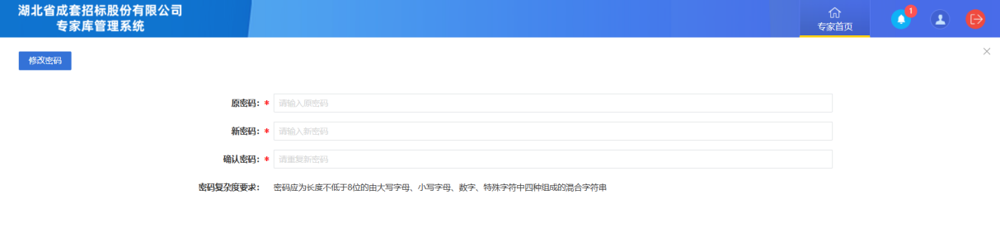 湖北省成套招标股份有限公司
专家库管理系统
专家首页
1
修改密码
原密码：* 请输入原密码
新密码：* 请输入新密码
确认密码：* 请重复新密码
密码复杂度要求： 密码应为长度不低于8位的由大写字母、小写字母、数字、特殊字符中四种组成的混合字符串